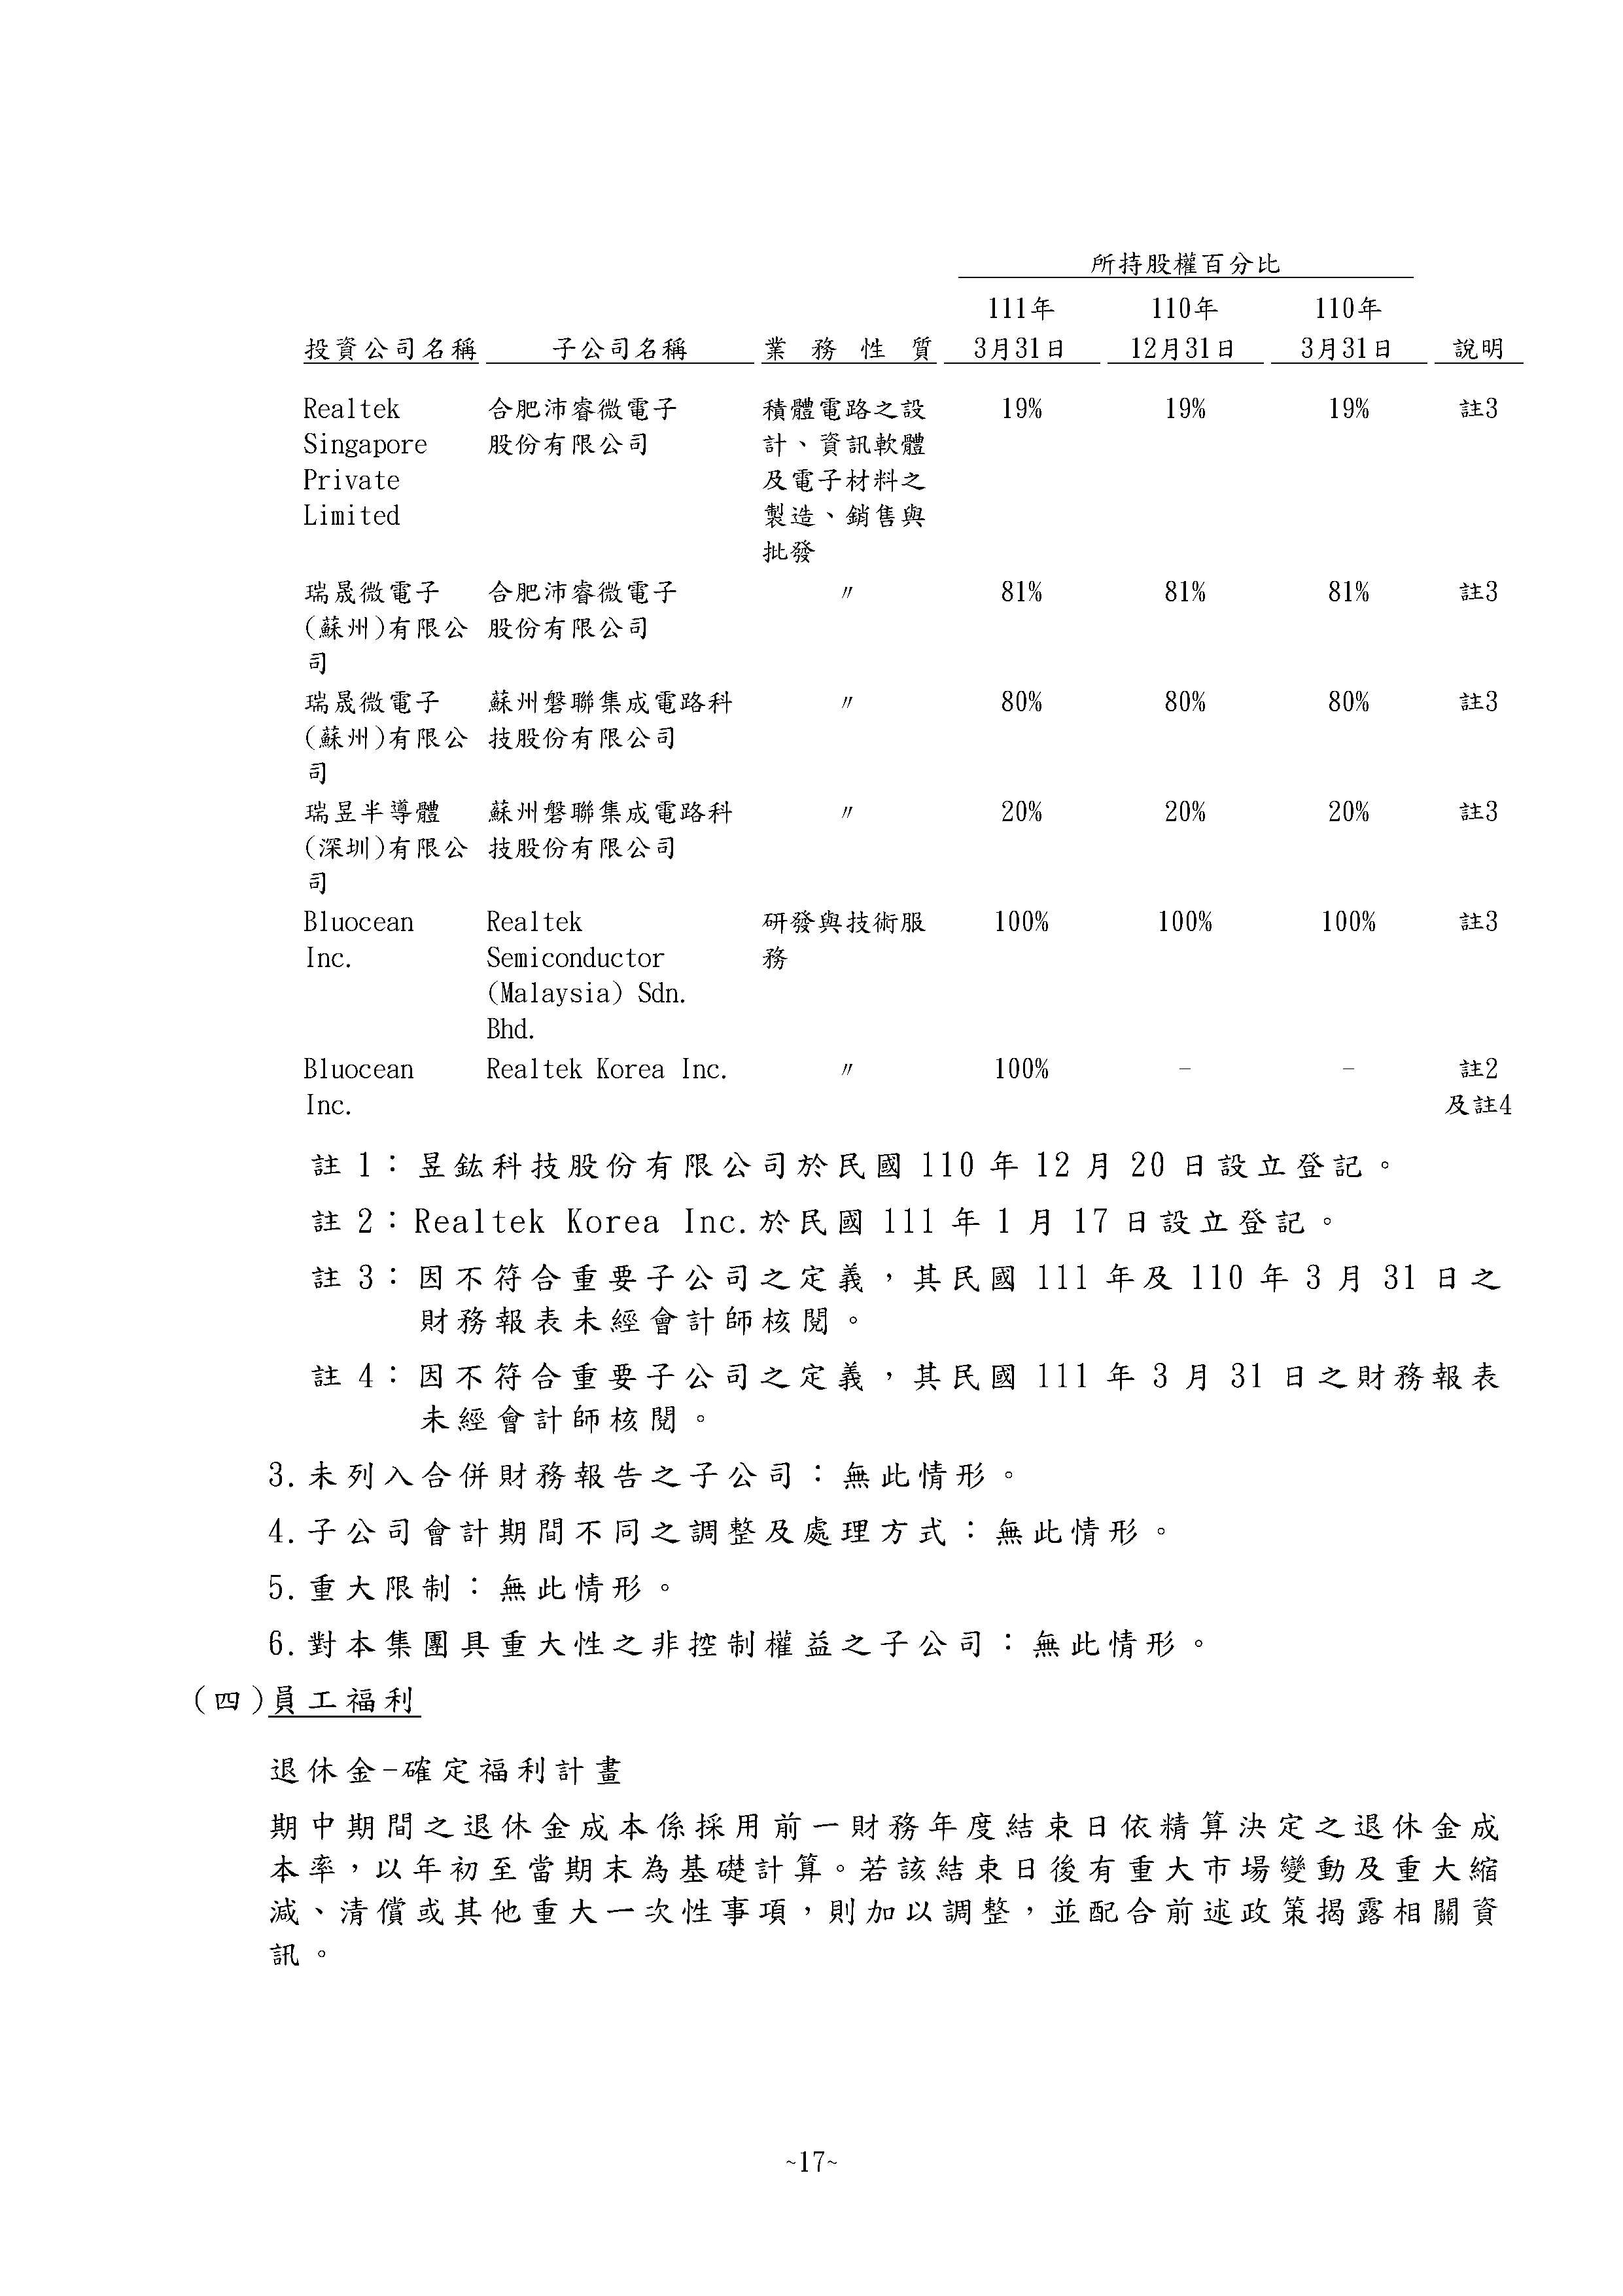 所持股權百分比
111年 110年 110年
投資公司名稱 子公司名稱 業務性質 3月31日 12月31日 3月31日 說明
Realtek 合肥沛睿微電子 積體電路之設 19% 19% 19% 註3
Singapore 股份有限公司 計、資訊軟體
Private 及電子材料之
Limited 製造、銷售與
批發
瑞晟微電子 合肥沛睿微電子 〃 81% 81% 81% 註3
(蘇州)有限公 股份有限公司
司
瑞晟微電子 蘇州磐聯集成電路科 〃 80% 80% 80% 註3
(蘇州)有限公 技股份有限公司
司
瑞昱半導體 蘇州磐聯集成電路科 〃 20% 20% 20% 註3
(深圳)有限公 技股份有限公司
司
Bluocean Realtek 研發與技術服 100% 100% 100% 註3
Inc. Semiconductor 務
(Malaysia) Sdn.
Bhd.
Bluocean Realtek Korea Inc. 〃 100% - - 註2
Inc. 及註4
註 1：昱鈜科技股份有限公司於民國 110 年 12 月 20 日設立登記。
註 2：Realtek Korea Inc.於民國 111 年 1 月 17 日設立登記。
註 3：因不符合重要子公司之定義，其民國 111 年及 110 年 3 月 31 日之
財務報表未經會計師核閱。
註 4：因不符合重要子公司之定義，其民國 111 年 3 月 31 日之財務報表
未經會計師核閱。
3.未列入合併財務報告之子公司：無此情形。
4.子公司會計期間不同之調整及處理方式：無此情形。
5.重大限制：無此情形。
6.對本集團具重大性之非控制權益之子公司：無此情形。
(四)員工福利
退休金-確定福利計畫
期中期間之退休金成本係採用前一財務年度結束日依精算決定之退休金成
本率，以年初至當期末為基礎計算。若該結束日後有重大市場變動及重大縮
減、清償或其他重大一次性事項，則加以調整，並配合前述政策揭露相關資
訊。
~17~